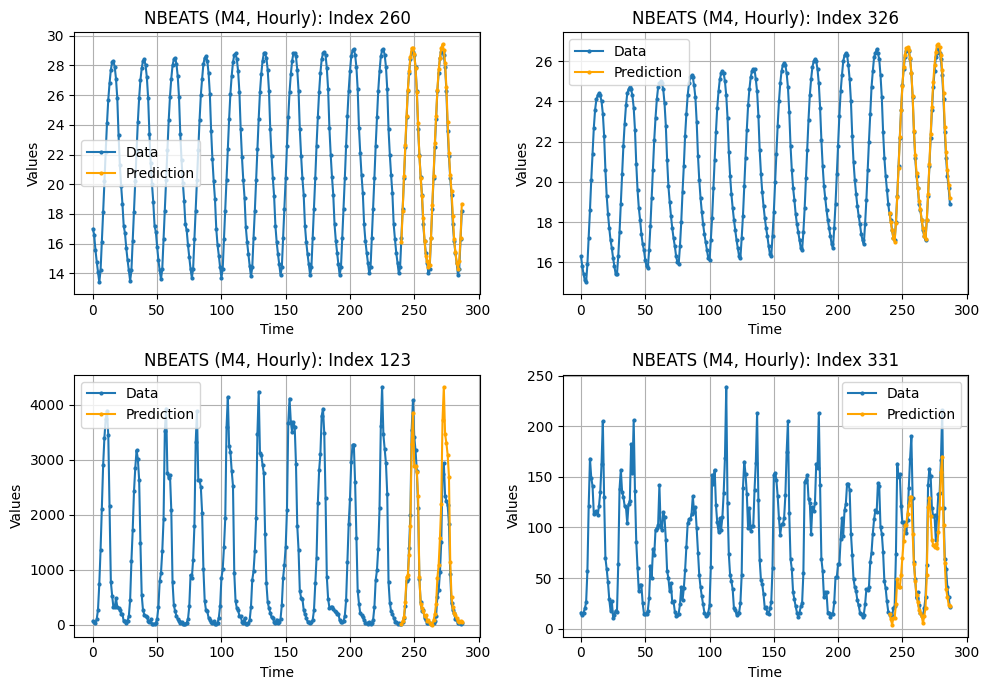 NBEATS (M4, Hourly): Index 260
30
28
26
24
22
20
18
16
14
Values
Data
Prediction
0
50
100
150
200
250
300
Time
NBEATS (M4, Hourly): Index 326
26
24
22
20
18
16
Values
Data
Prediction
0
50
100
150
200
250
300
Time
NBEATS (M4, Hourly): Index 123
4000
3000
2000
1000
0
Values
Data
Prediction
0
50
100
150
200
250
300
Time
NBEATS (M4, Hourly): Index 331
250
200
150
100
50
0
Values
Data
Prediction
0
50
100
150
200
250
300
Time